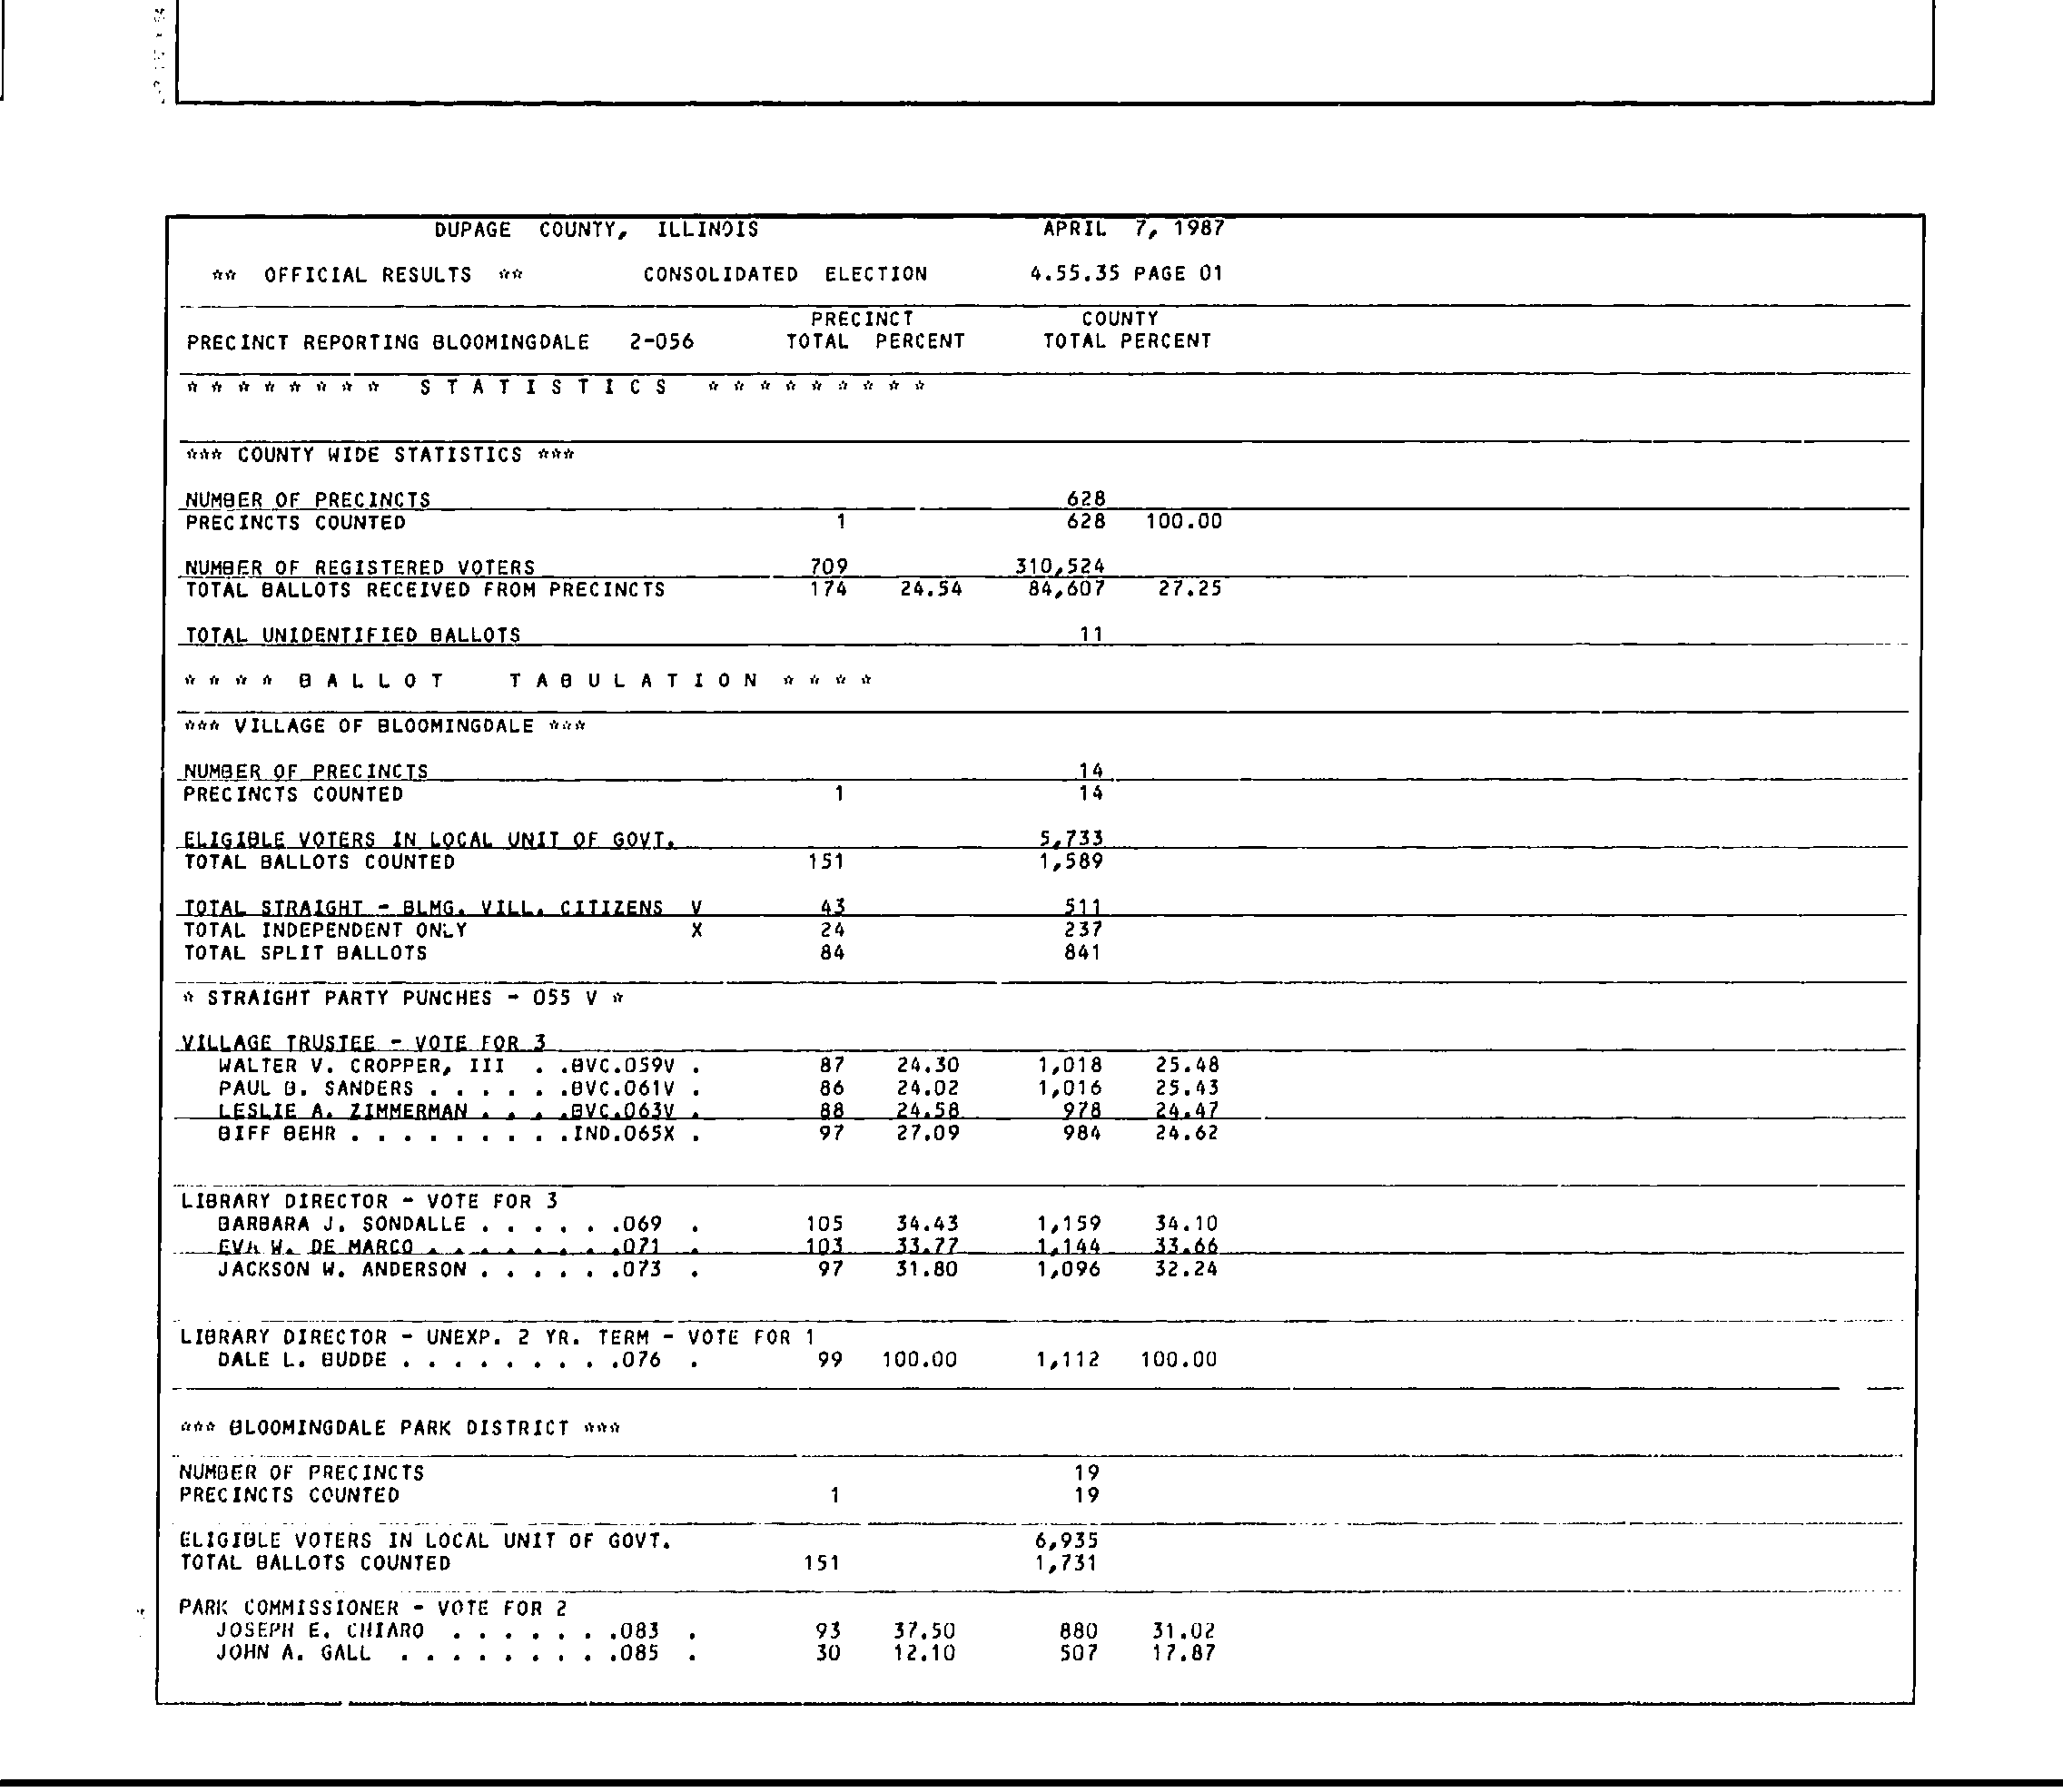 DUPAGE COUNTY, ILLINOIS APRIL 7, 1987
** OFFICIAL RESULTS ** CONSOLIDATED ELECTION 4.55.35 PAGE 01
PRECINCT COUNTY
PRECINCT REPORTING BLOOMINGDALE 2-056 TOTAL PERCENT TOTAL PERCENT
* * * * * * * * S T A T I S T I C S * * * * * * * * *
*** COUNTY WIDE STATISTICS ***
NUMBER OF PRECINCTS 628
PRECINCTS COUNTED 1 628 100.00
NUMBER OF REGISTERED VOTERS 709 310,524
TOTAL BALLOTS RECEIVED FROM PRECINCTS 174 24.54 84,607 27.25
TOTAL UNIDENTIFIED BALLOTS 11
* * * * B A L L O T T A B U L A T I O N * * * *
*** VILLAGE OF BLOOMINGDALE ***
NUMBER OF PRECINCTS 14
PRECINCTS COUNTED 1 14
ELIGIBLE VOTERS IN LOCAL UNIT OF GOVT. 5,733
TOTAL BALLOTS COUNTED 151 1,589
TOTAL STRAIGHT - BLMG. VILL. CITIZENS V 43 511
TOTAL INDEPENDENT ONLY X 24 237
TOTAL SPLIT BALLOTS 84 841
* STRAIGHT PARTY PUNCHES - 055 V *
VILLAGE TRUSTEE - VOTE FOR 3
WALTER V. CROPPER, III . .BVC.059V . 87 24.30 1,018 25.48
PAUL B. SANDERS . . . . . .BVC.061V . 86 24.02 1,016 25.43
LESLIE A. ZIMMERMAN . . . .BVC.063V . 88 24.58 978 24.47
BIFF BEHR . . . . . . . . .IND.065X . 97 27.09 984 24.62
LIBRARY DIRECTOR - VOTE FOR 3
BARBARA J. SONDALLE . . . . . .069 . 105 34.43 1,159 34.10
EVA W. DE MARCO . . . . . . . .071 . 103 33.77 1,144 33.66
JACKSON W. ANDERSON . . . . . .073 . 97 31.80 1,096 32.24
LIBRARY DIRECTOR - UNEXP. 2 YR. TERM - VOTE FOR 1
DALE L. BUDDE . . . . . . . . .076 . 99 100.00 1,112 100.00
*** BLOOMINGDALE PARK DISTRICT ***
NUMBER OF PRECINCTS 19
PRECINCTS COUNTED 1 19
ELIGIBLE VOTERS IN LOCAL UNIT OF GOVT. 6,935
TOTAL BALLOTS COUNTED 151 1,731
PARK COMMISSIONER - VOTE FOR 2
JOSEPH E. CHIARO . . . . . . .083 . 93 37.50 880 31.02
JOHN A. GALL . . . . . . . . .085 . 30 12.10 507 17.87